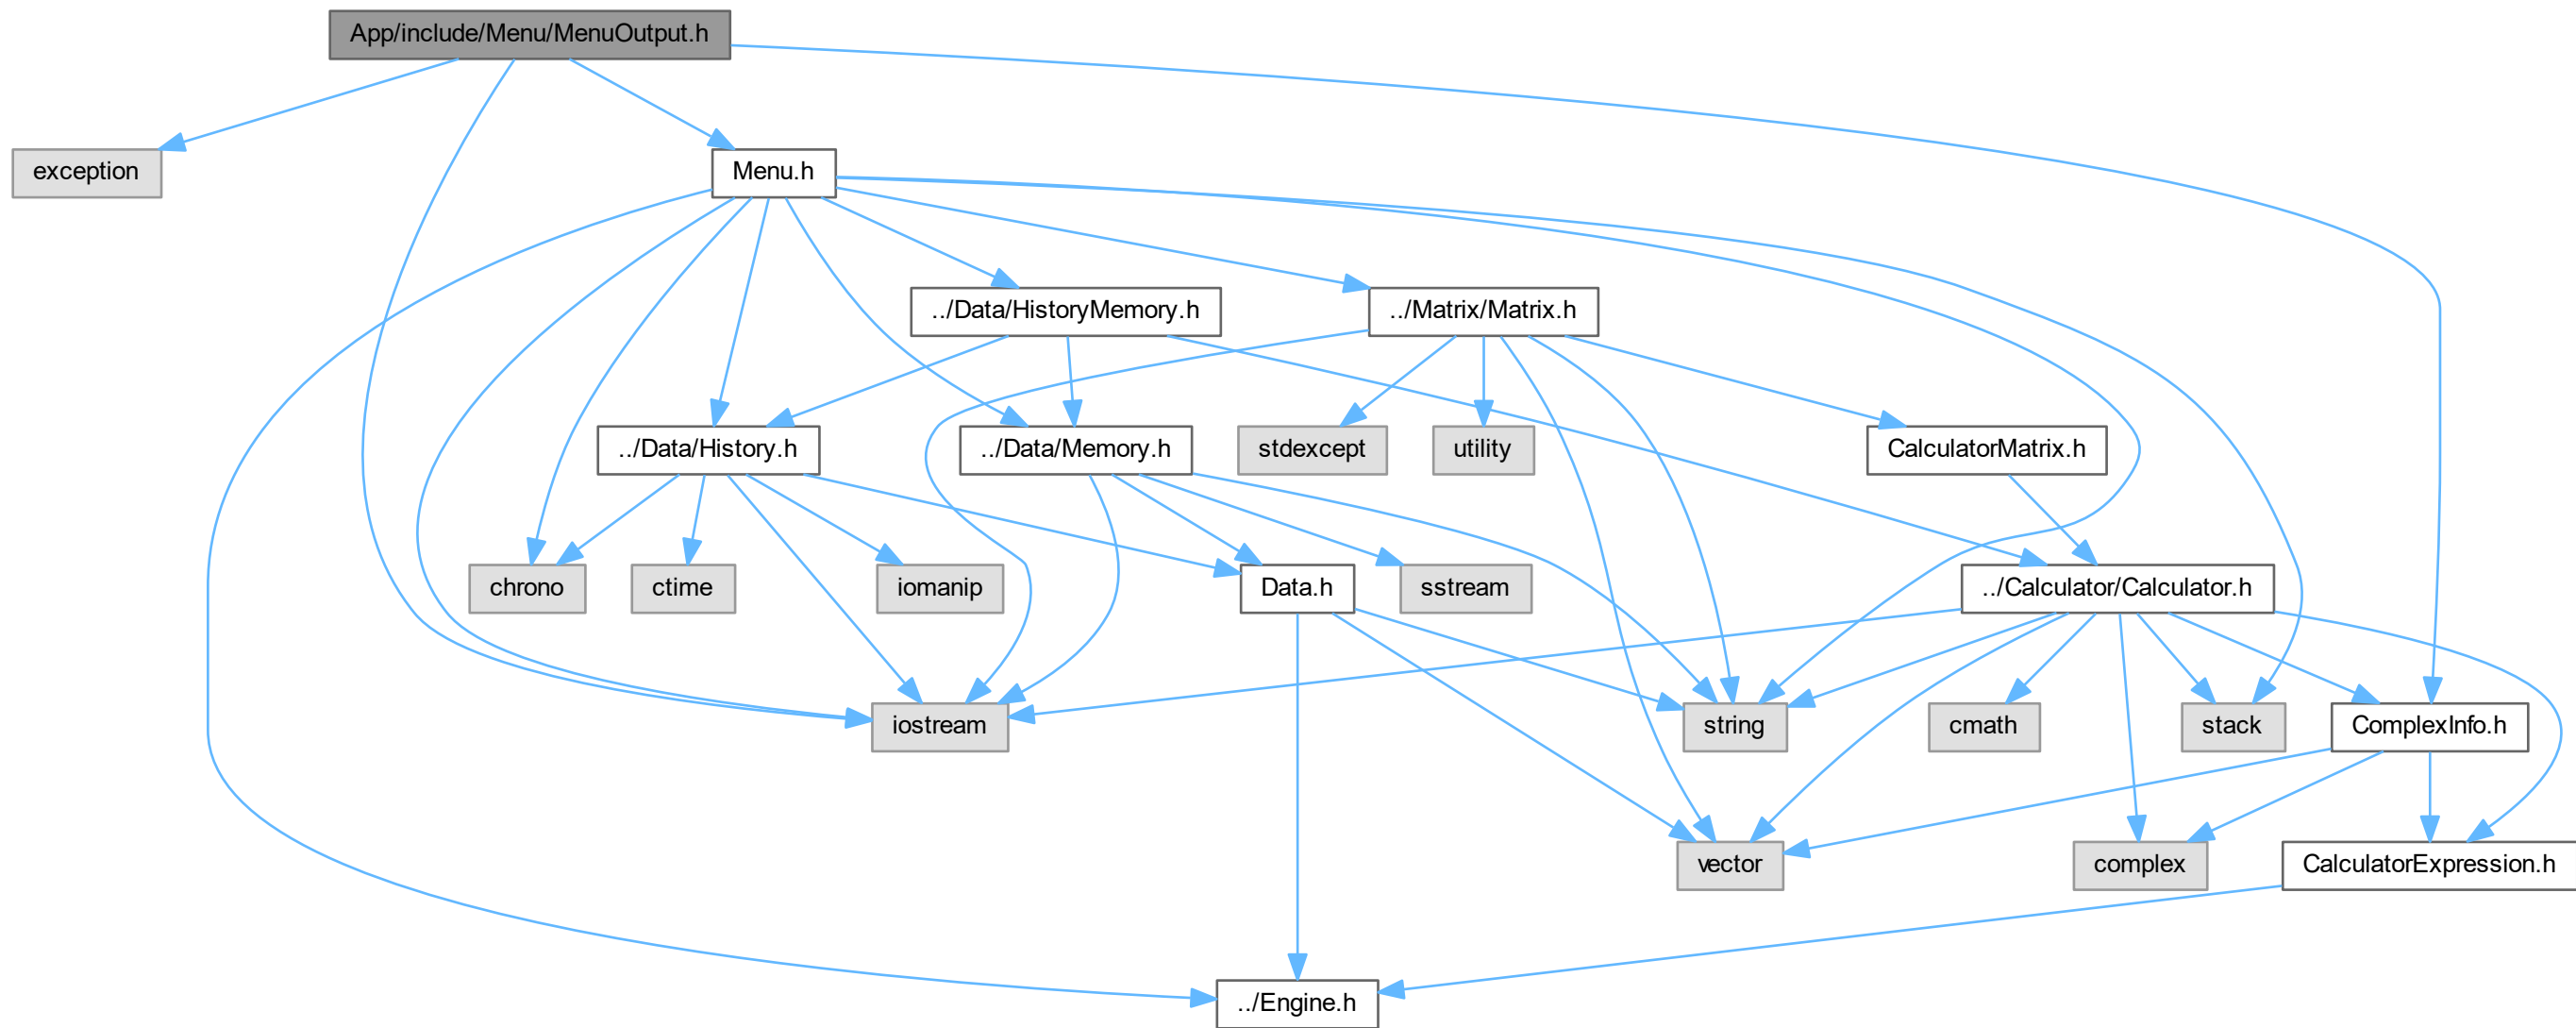 App/include/Menu/MenuOutput.h
exception
Menu.h
../Data/HistoryMemory.h
../Matrix/Matrix.h
../Data/History.h
../Data/Memory.h
stdexcept
utility
CalculatorMatrix.h
chrono
ctime
iomanip
Data.h
sstream
../Calculator/Calculator.h
iostream
string
cmath
stack
ComplexInfo.h
vector
complex
CalculatorExpression.h
../Engine.h